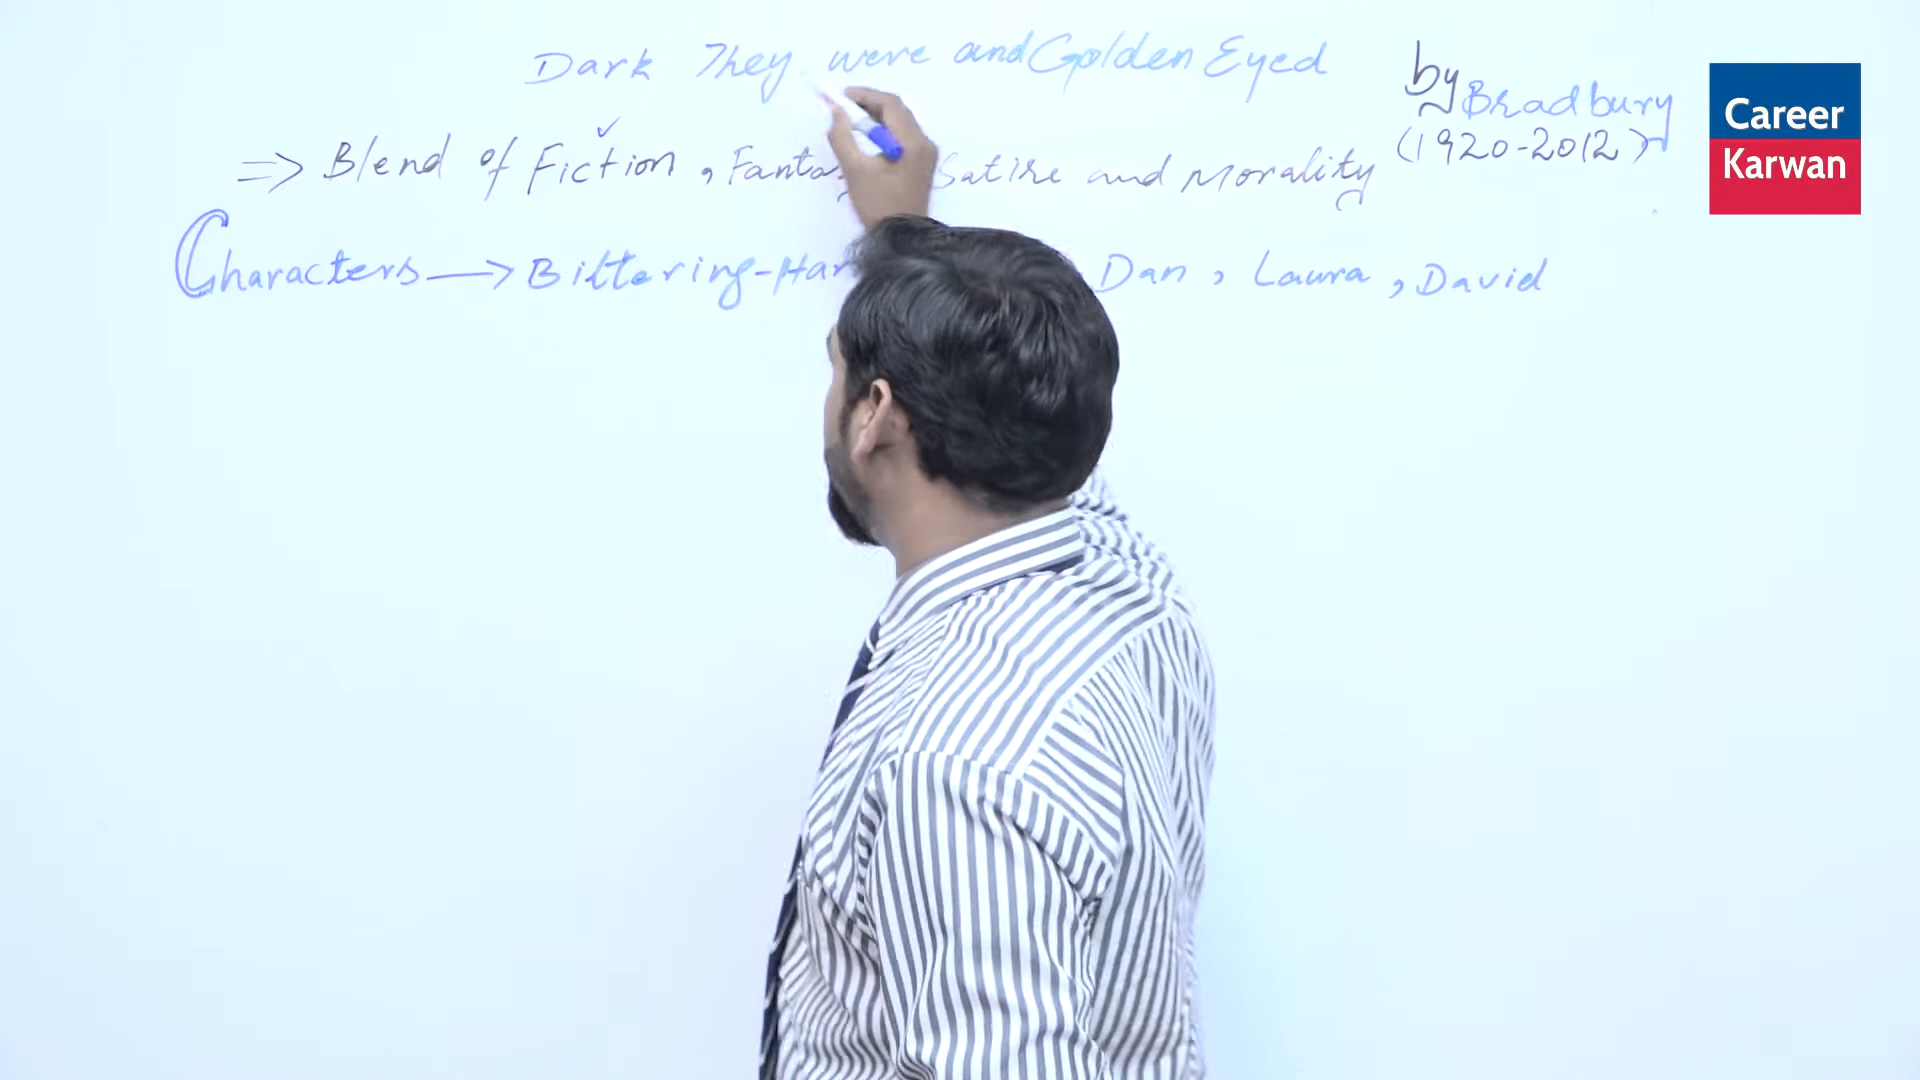 Dark They were and Golden Eyed
by Bradbury
(1920-2012)
=> Blend of Fiction, Satire and Morality
Characters → Bittering- Dan, Laura, David
Career
Karwan